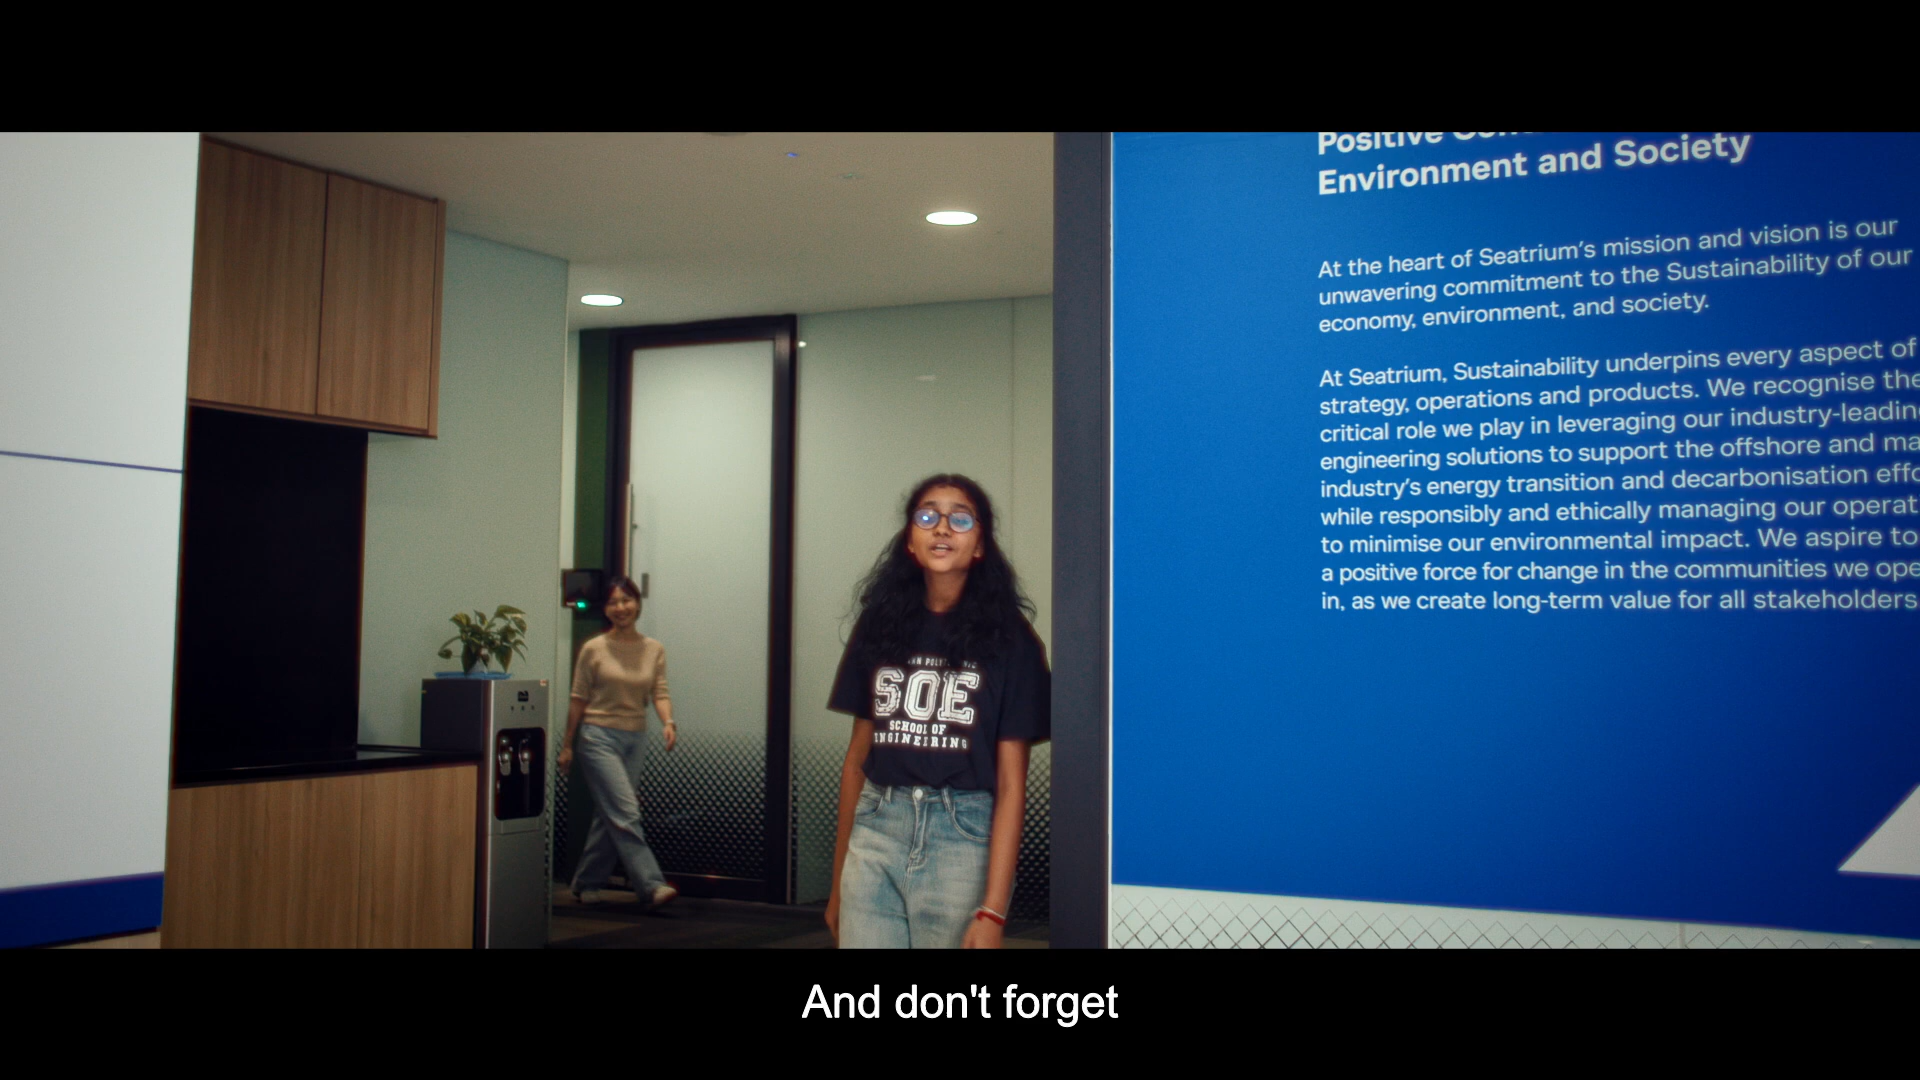 Positive
Environment and Society
At the heart of Seatrium's mission and vision is our
unwavering commitment to the Sustainability of our
economy, environment, and society.
At Seatrium, Sustainability underpins every aspect of
strategy, operations and products. We recognise the
critical role we play in leveraging our industry-leadin
engineering solutions to support the offshore and ma
industry's energy transition and decarbonisation effo
while responsibly and ethically managing our operat
to minimise our environmental impact. We aspire to
a positive force for change in the communities we ope
in, as we create long-term value for all stakeholders
SOE
SCHOOL OF
ENGINEERING
And don't forget